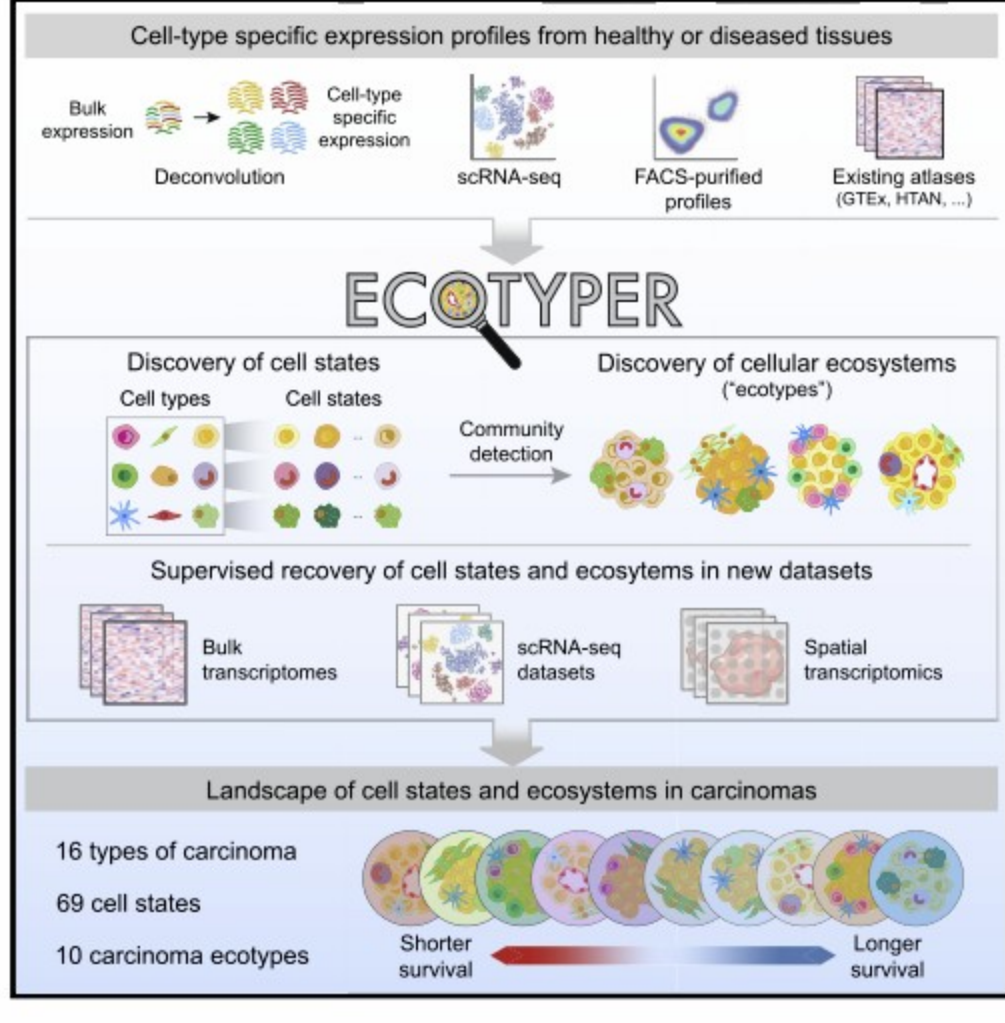 Cell-type specific expression profiles from healthy or diseased tissues
Bulk
expression
Cell-type
specific
expression
Deconvolution
scRNA-seq
FACS-purified
profiles
Existing atlases
(GTEx, HTAN, ...)
ECOTYPER
Discovery of cell states
Cell types
Cell states
..
..
..
Community
detection
Discovery of cellular ecosystems
("ecotypes")
Supervised recovery of cell states and ecosytems in new datasets
Bulk
transcriptomes
scRNA-seq
datasets
Spatial
transcriptomics
Landscape of cell states and ecosystems in carcinomas
16 types of carcinoma
69 cell states
10 carcinoma ecotypes
Shorter
survival
Longer
survival